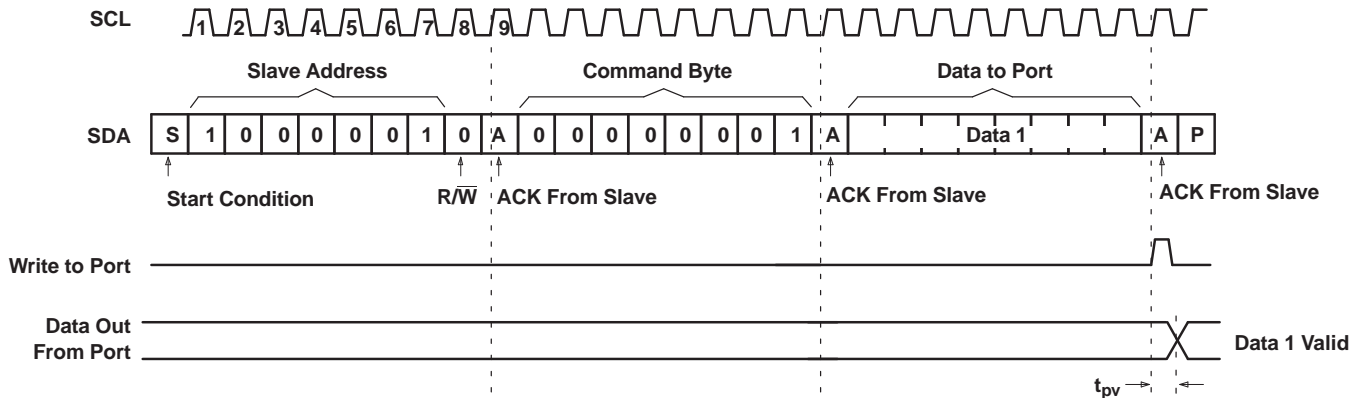 SCL 1 2 3 4 5 6 7 8 9
Slave Address Command Byte Data to Port
SDA S 1 0 0 0 0 0 1 0 A 0 0 0 0 0 0 0 1 A Data 1 A P
Start Condition R/W̅ ACK From Slave ACK From Slave ACK From Slave
Write to Port
Data Out
From Port
Data 1 Valid
tpv